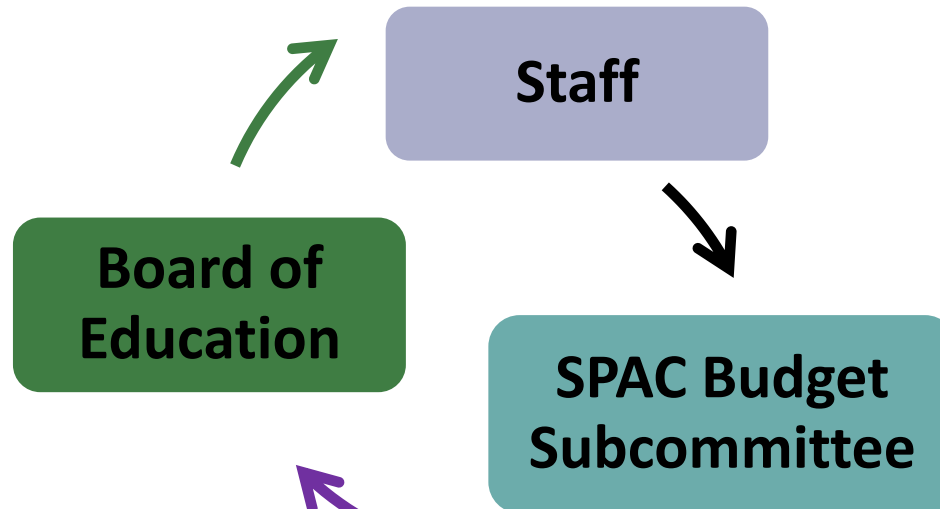 Staff
Board of
Education
SPAC Budget
Subcommittee